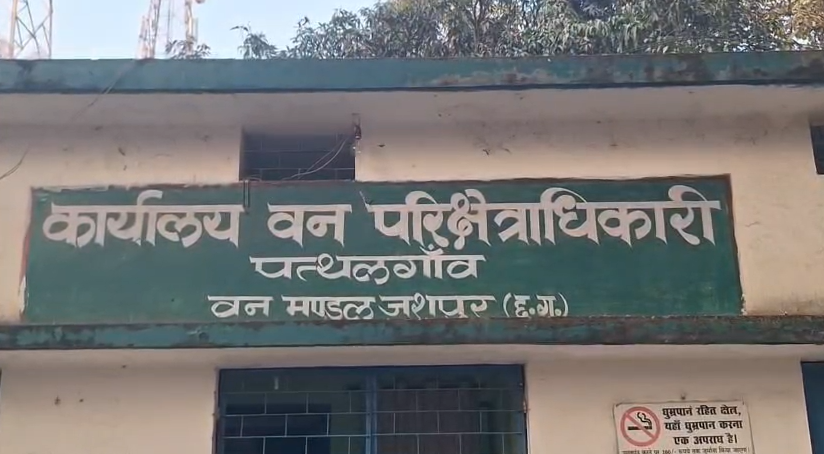 कार्यालय वन परिक्षेत्राधिकारी
पत्थलगाँव
वन मण्डल जशपुर (छ.ग.)
धुम्रपान रहित क्षेत्र,
यहाँ धुम्रपान करना
एक अपराध है।